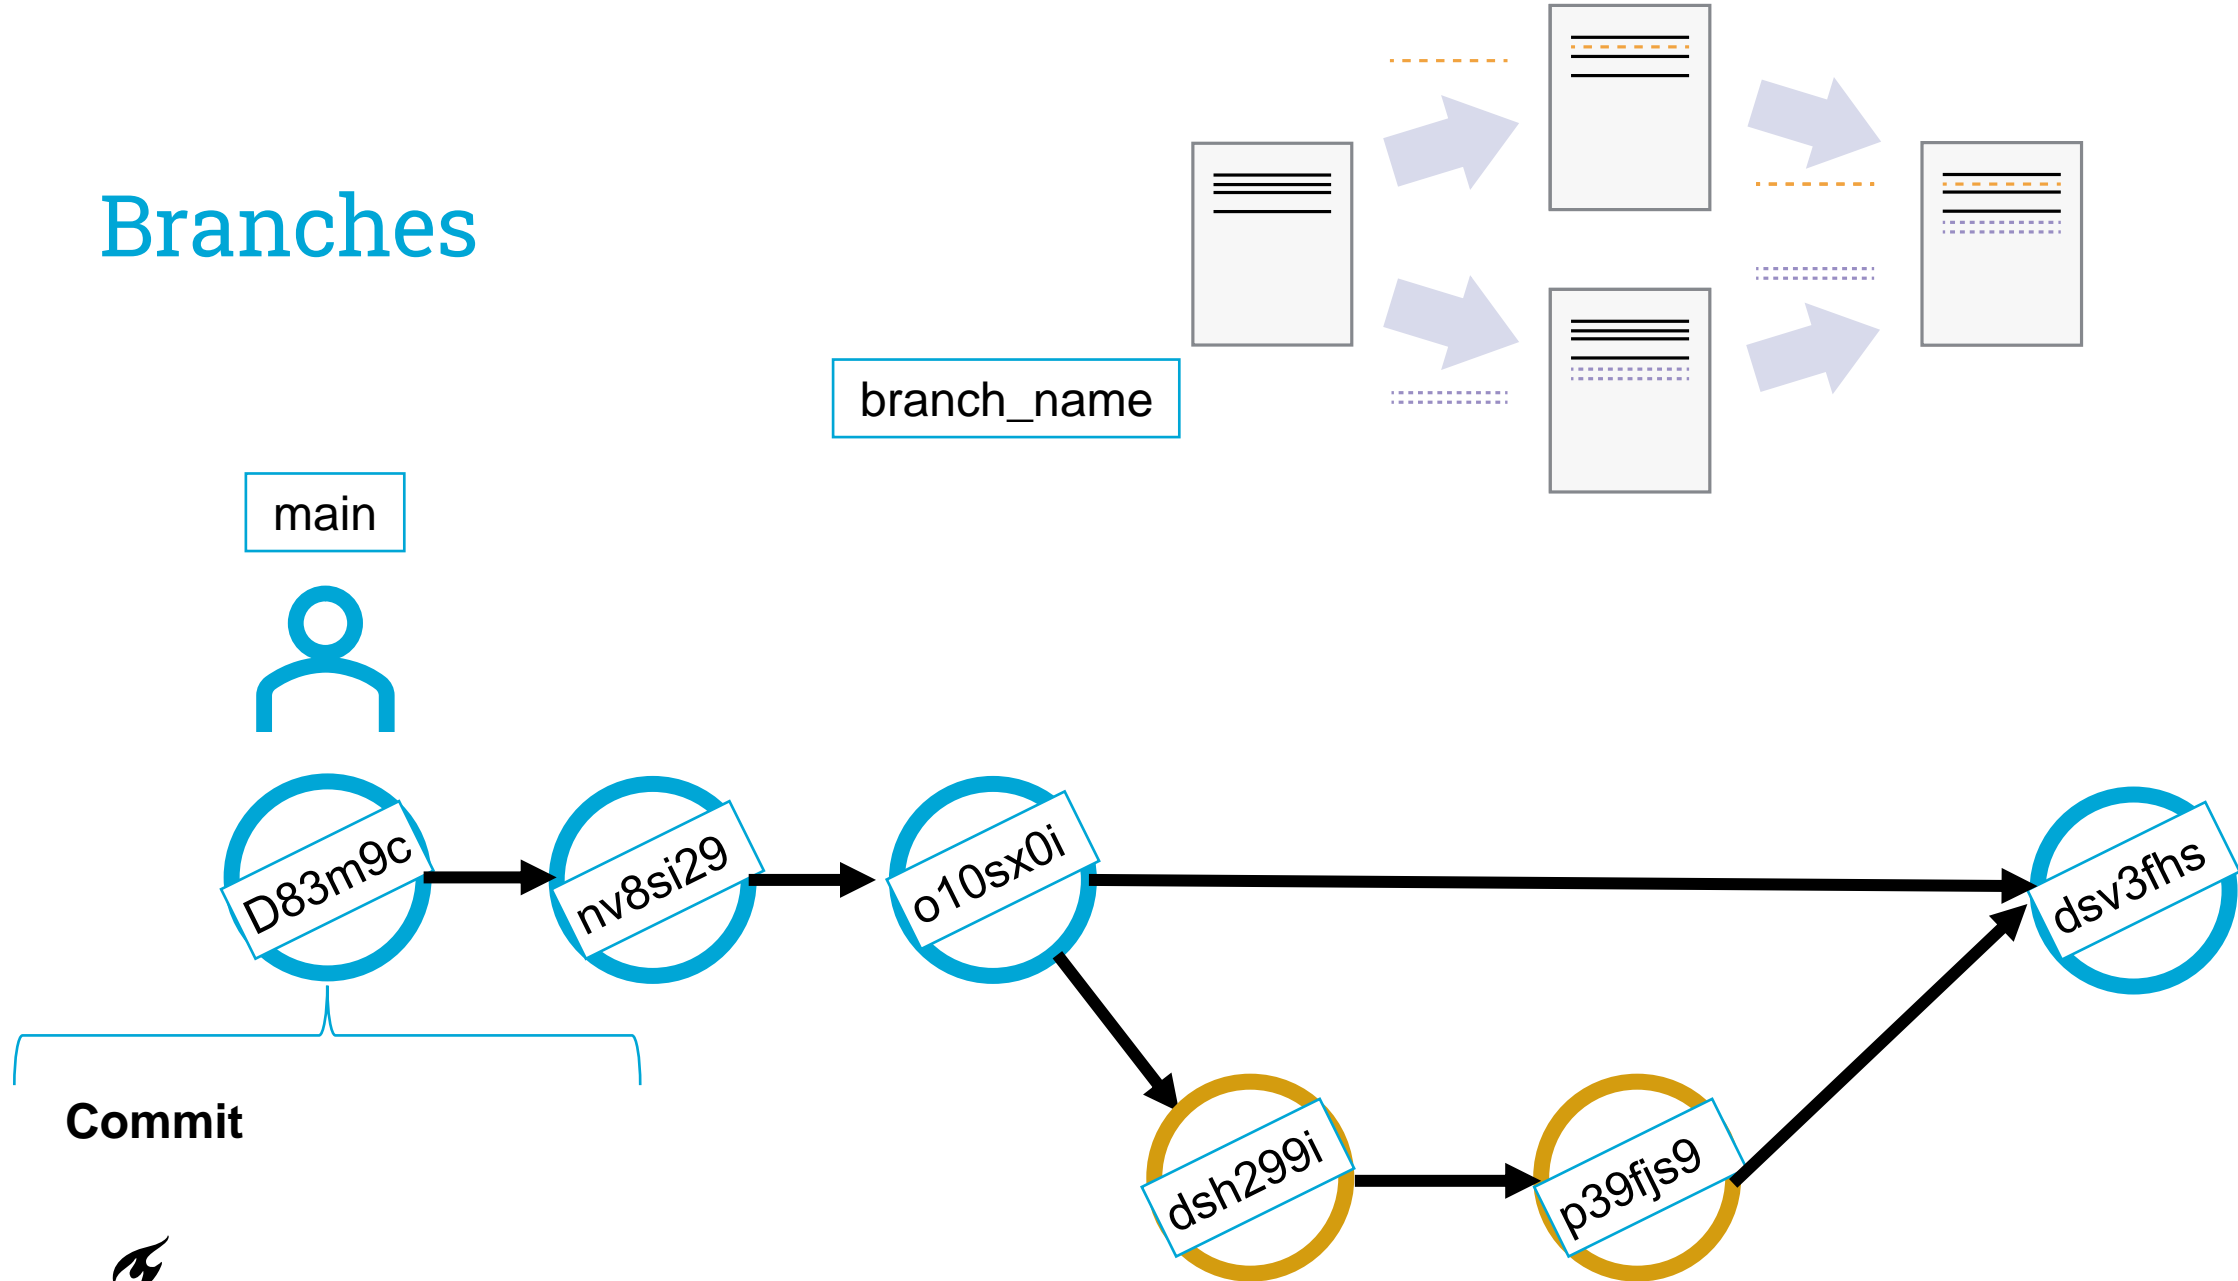 Branches
branch_name
main
D83m9c
nv8si29
o10sx0i
dsv3fhs
Commit
dsh299i
p39fjs9